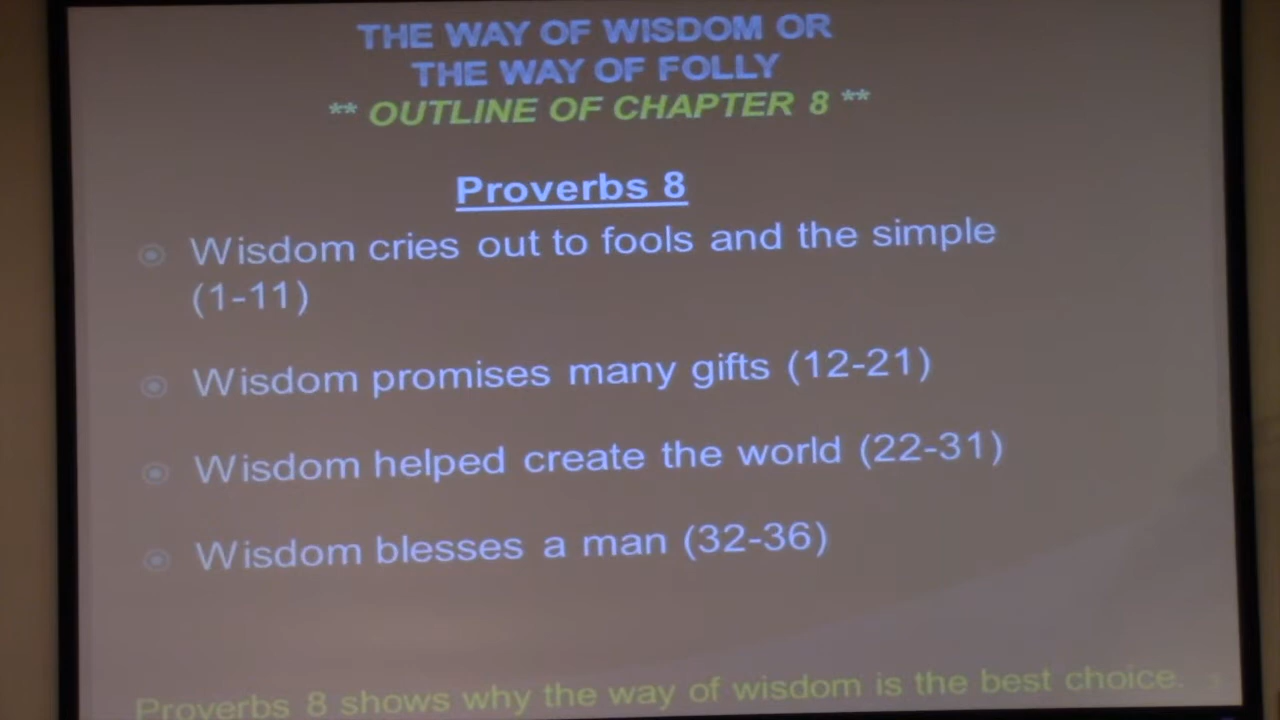 THE WAY OF WISDOM OR
THE WAY OF FOLLY
** OUTLINE OF CHAPTER 8 **
Proverbs 8
Wisdom cries out to fools and the simple
(1-11)
Wisdom promises many gifts (12-21)
Wisdom helped create the world (22-31)
Wisdom blesses a man (32-36)
Proverbs 8 shows why the way of wisdom is the best choice.